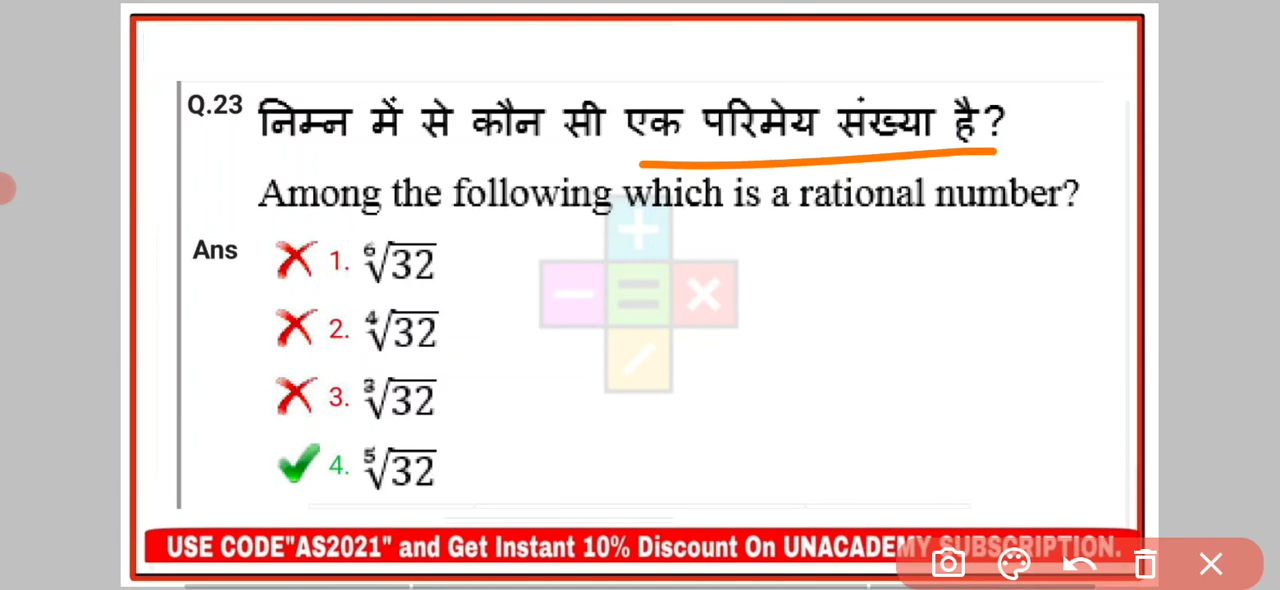 Q.23 निम्न में से कौन सी एक परिमेय संख्या है?
Among the following which is a rational number?
Ans 1. ⁶√32
2. ⁴√32
3. ³√32
4. ⁵√32
USE CODE"AS2021" and Get Instant 10% Discount On UNACADEMY SUBSCRIPTION.